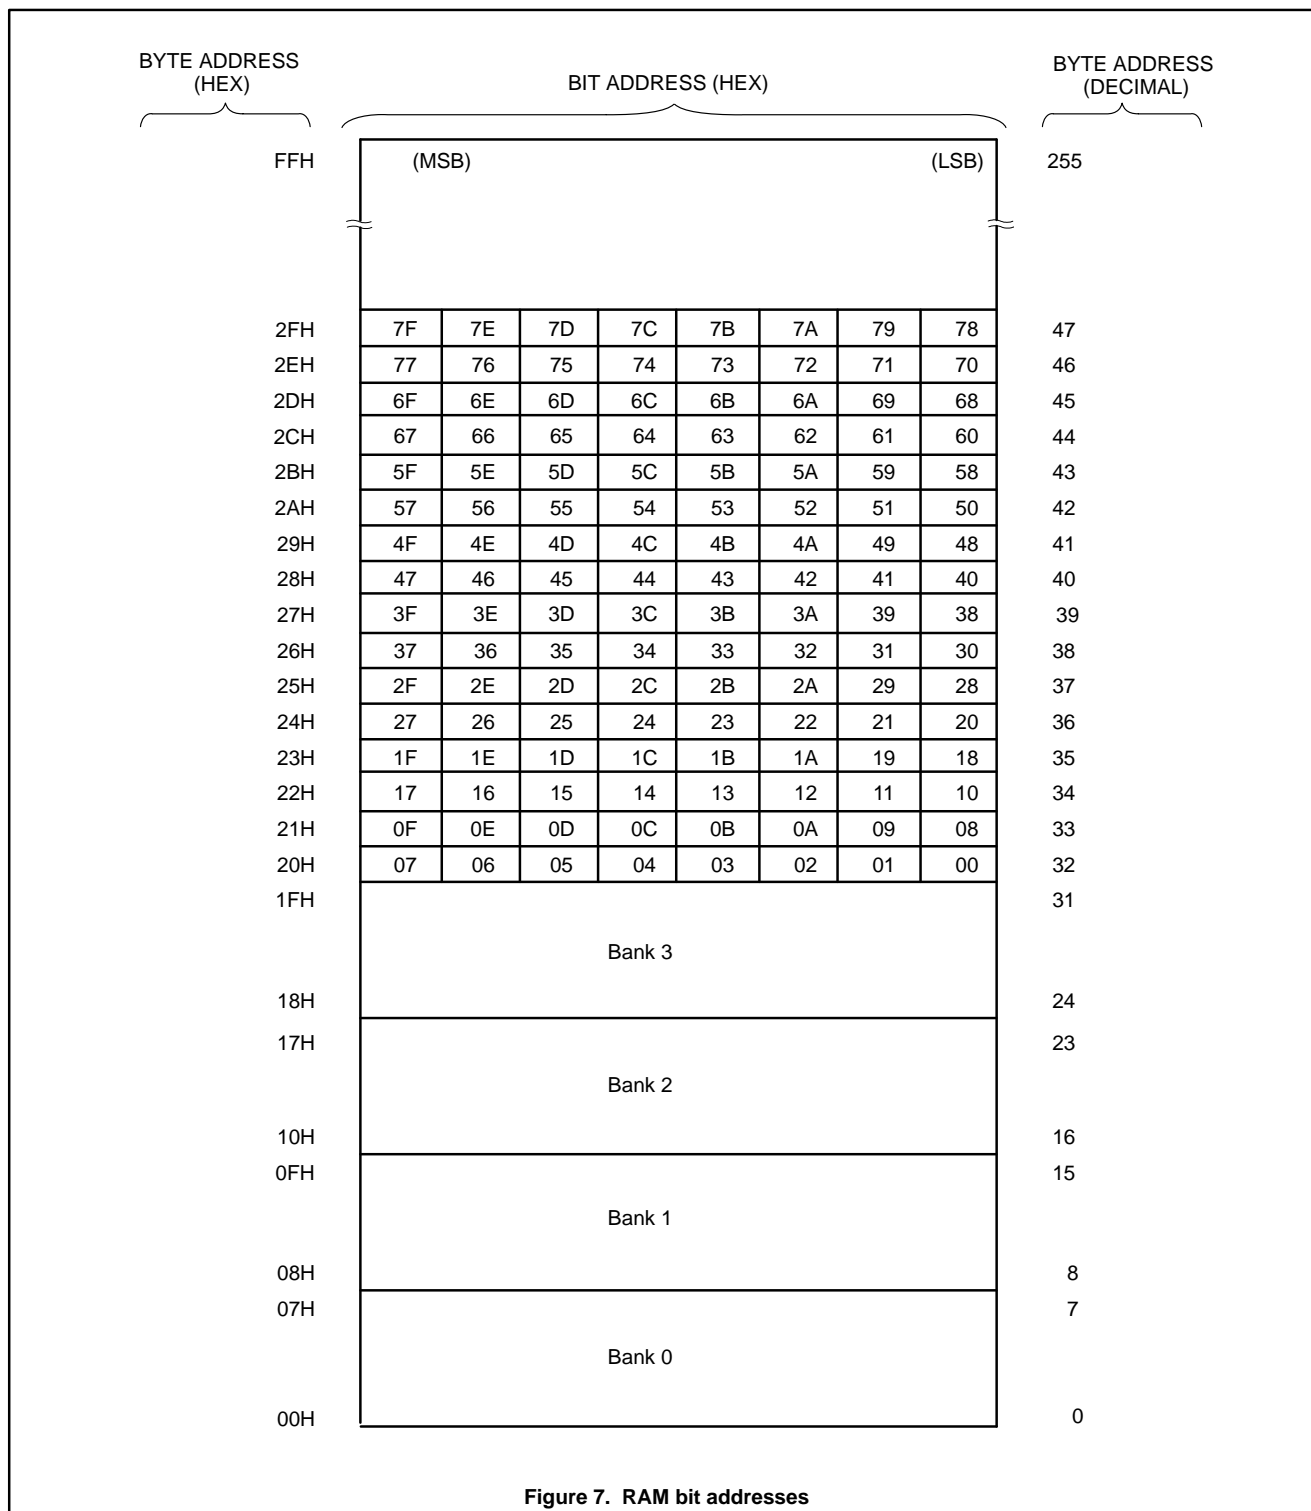 BYTE ADDRESS (HEX) BIT ADDRESS (HEX) BYTE ADDRESS (DECIMAL)
FFH (MSB) (LSB) 255
2FH 7F 7E 7D 7C 7B 7A 79 78 47
2EH 77 76 75 74 73 72 71 70 46
2DH 6F 6E 6D 6C 6B 6A 69 68 45
2CH 67 66 65 64 63 62 61 60 44
2BH 5F 5E 5D 5C 5B 5A 59 58 43
2AH 57 56 55 54 53 52 51 50 42
29H 4F 4E 4D 4C 4B 4A 49 48 41
28H 47 46 45 44 43 42 41 40 40
27H 3F 3E 3D 3C 3B 3A 39 38 39
26H 37 36 35 34 33 32 31 30 38
25H 2F 2E 2D 2C 2B 2A 29 28 37
24H 27 26 25 24 23 22 21 20 36
23H 1F 1E 1D 1C 1B 1A 19 18 35
22H 17 16 15 14 13 12 11 10 34
21H 0F 0E 0D 0C 0B 0A 09 08 33
20H 07 06 05 04 03 02 01 00 32
1FH 31
Bank 3
18H 24
17H 23
Bank 2
10H 16
0FH 15
Bank 1
08H 8
07H 7
Bank 0
00H 0
Figure 7. RAM bit addresses